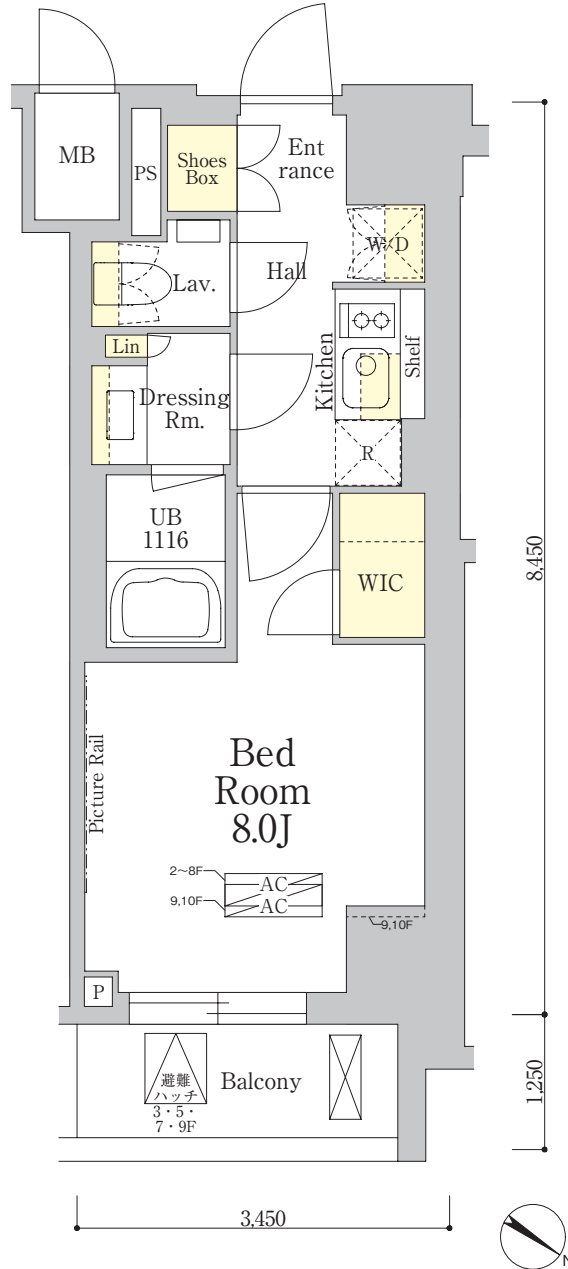 MB
PS
Shoes
Box
Ent
rance
W
D
Lav.
Hall
Lin
Kitchen
Shelf
Dressing
Rm.
R
UB
1116
WIC
8,450
Picture Rail
Bed
Room
8.0J
2~8F
AC
9,10F
AC
9,10F
P
避難
ハッチ
3・5・
7・9F
Balcony
1,250
3,450
N